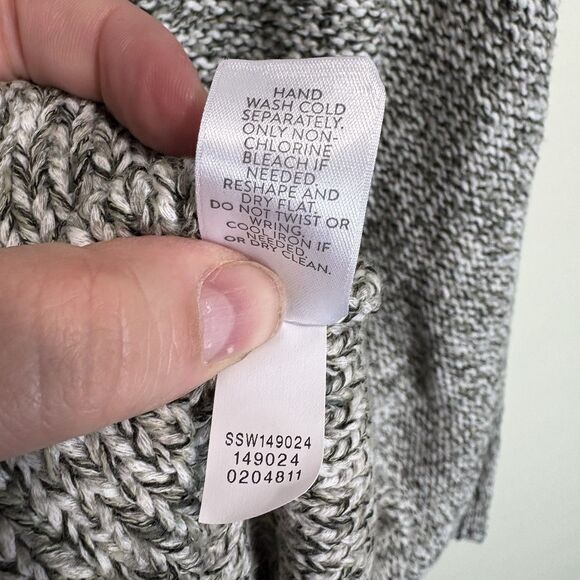 HAND
WASH COLD
SEPARATELY.
ONLY NON-
CHLORINE
BLEACH IF
NEEDED.
RESHAPE AND
DRY FLAT.
DO NOT TWIST OR
WRING.
COOL IRON IF
NEEDED.
OR DRY CLEAN.
SSW149024
149024
0204811